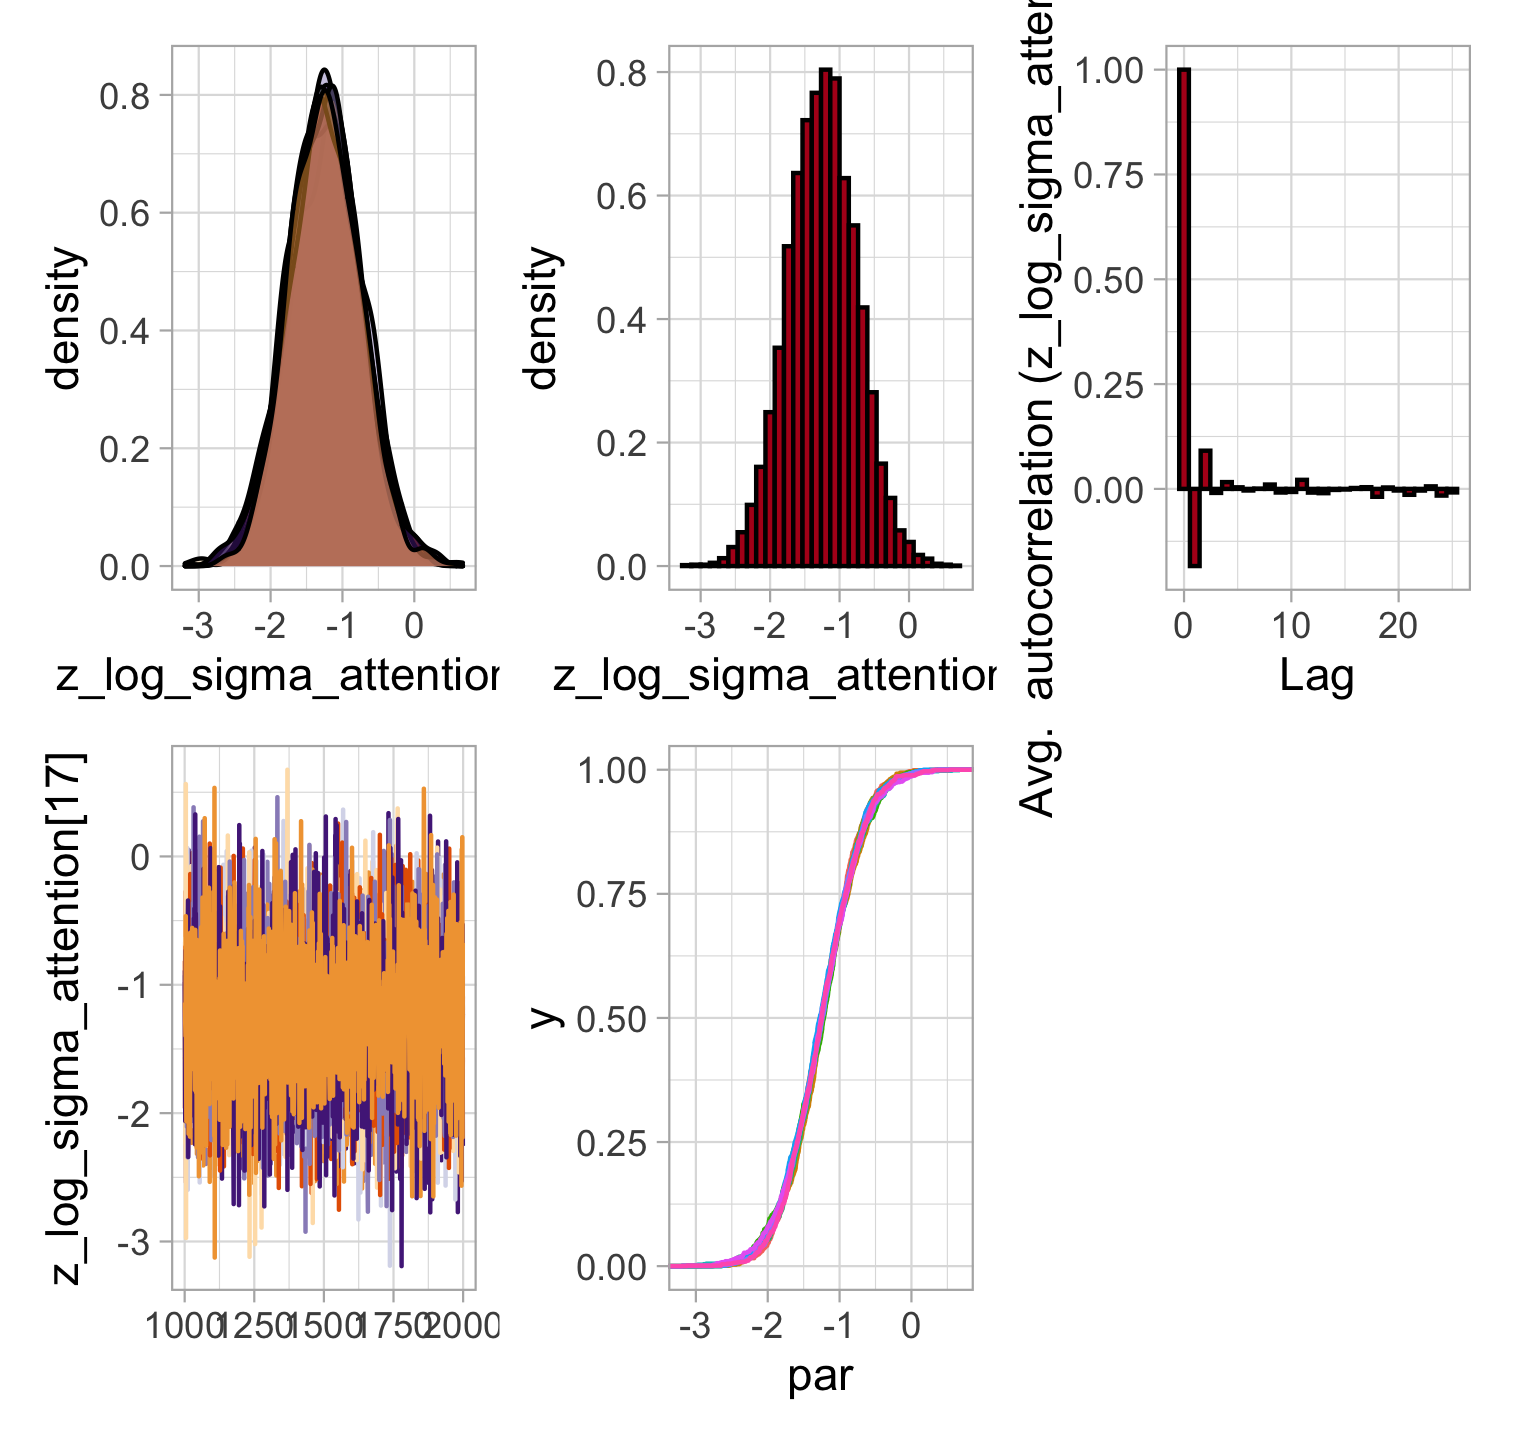 density
0.8
0.6
0.4
0.2
0.0
-3 -2 -1 0
z_log_sigma_attention
density
0.8
0.6
0.4
0.2
0.0
-3 -2 -1 0
z_log_sigma_attention
Avg. autocorrelation (z_log_sigma_atten
1.00
0.75
0.50
0.25
0.00
0 10 20
Lag
z_log_sigma_attention[17]
0
-1
-2
-3
1000 1250 1500 1750 2000
y
1.00
0.75
0.50
0.25
0.00
-3 -2 -1 0
par